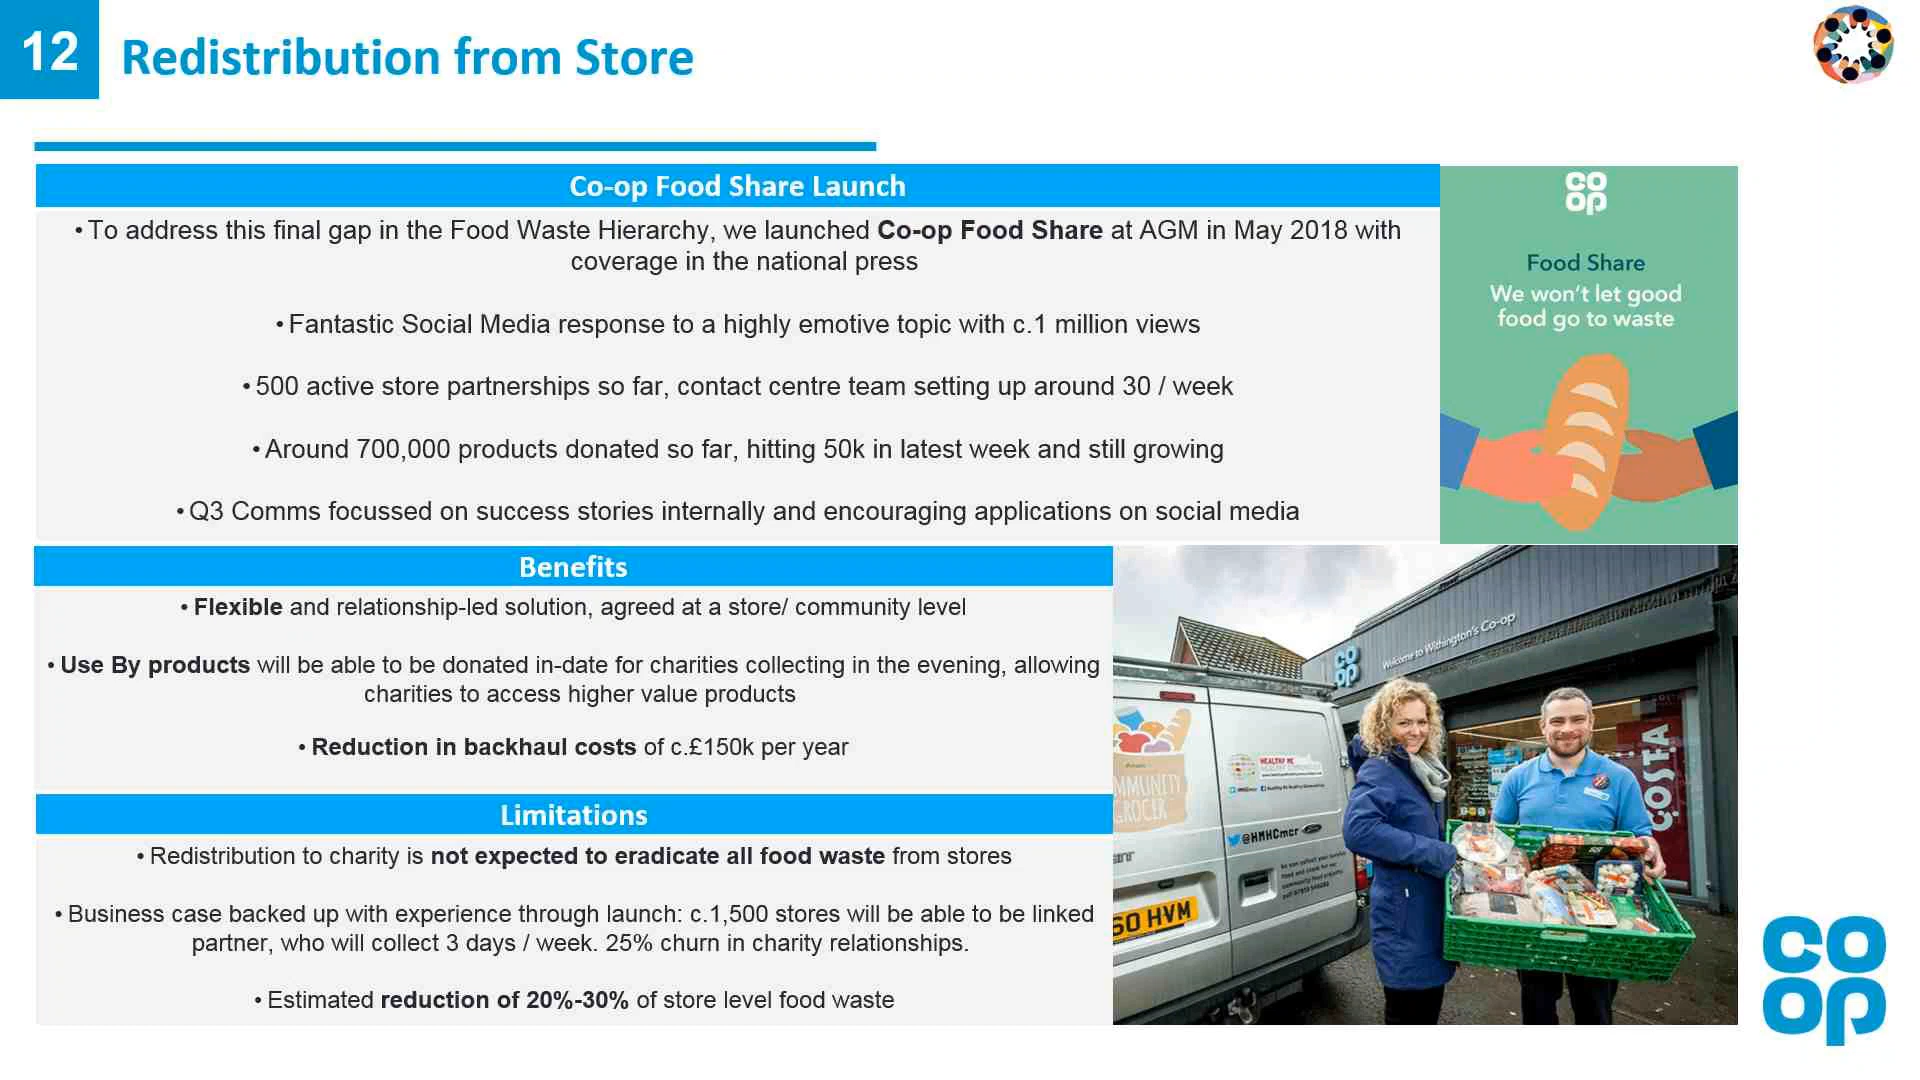 12
Redistribution from Store
Co-op Food Share Launch
• To address this final gap in the Food Waste Hierarchy, we launched Co-op Food Share at AGM in May 2018 with
coverage in the national press
• Fantastic Social Media response to a highly emotive topic with c.1 million views
• 500 active store partnerships so far, contact centre team setting up around 30 / week
• Around 700,000 products donated so far, hitting 50k in latest week and still growing
• Q3 Comms focussed on success stories internally and encouraging applications on social media
co
op
Food Share
We won't let good
food go to waste
Benefits
• Flexible and relationship-led solution, agreed at a store/ community level
• Use By products will be able to be donated in-date for charities collecting in the evening, allowing
charities to access higher value products
• Reduction in backhaul costs of c.£150k per year
Limitations
• Redistribution to charity is not expected to eradicate all food waste from stores
• Business case backed up with experience through launch: c.1,500 stores will be able to be linked
partner, who will collect 3 days / week. 25% churn in charity relationships.
• Estimated reduction of 20%-30% of store level food waste
co
op
Welcome to Withington's Co-op
COSTA
HEALTHY ME
@HMHCmcr
co
op